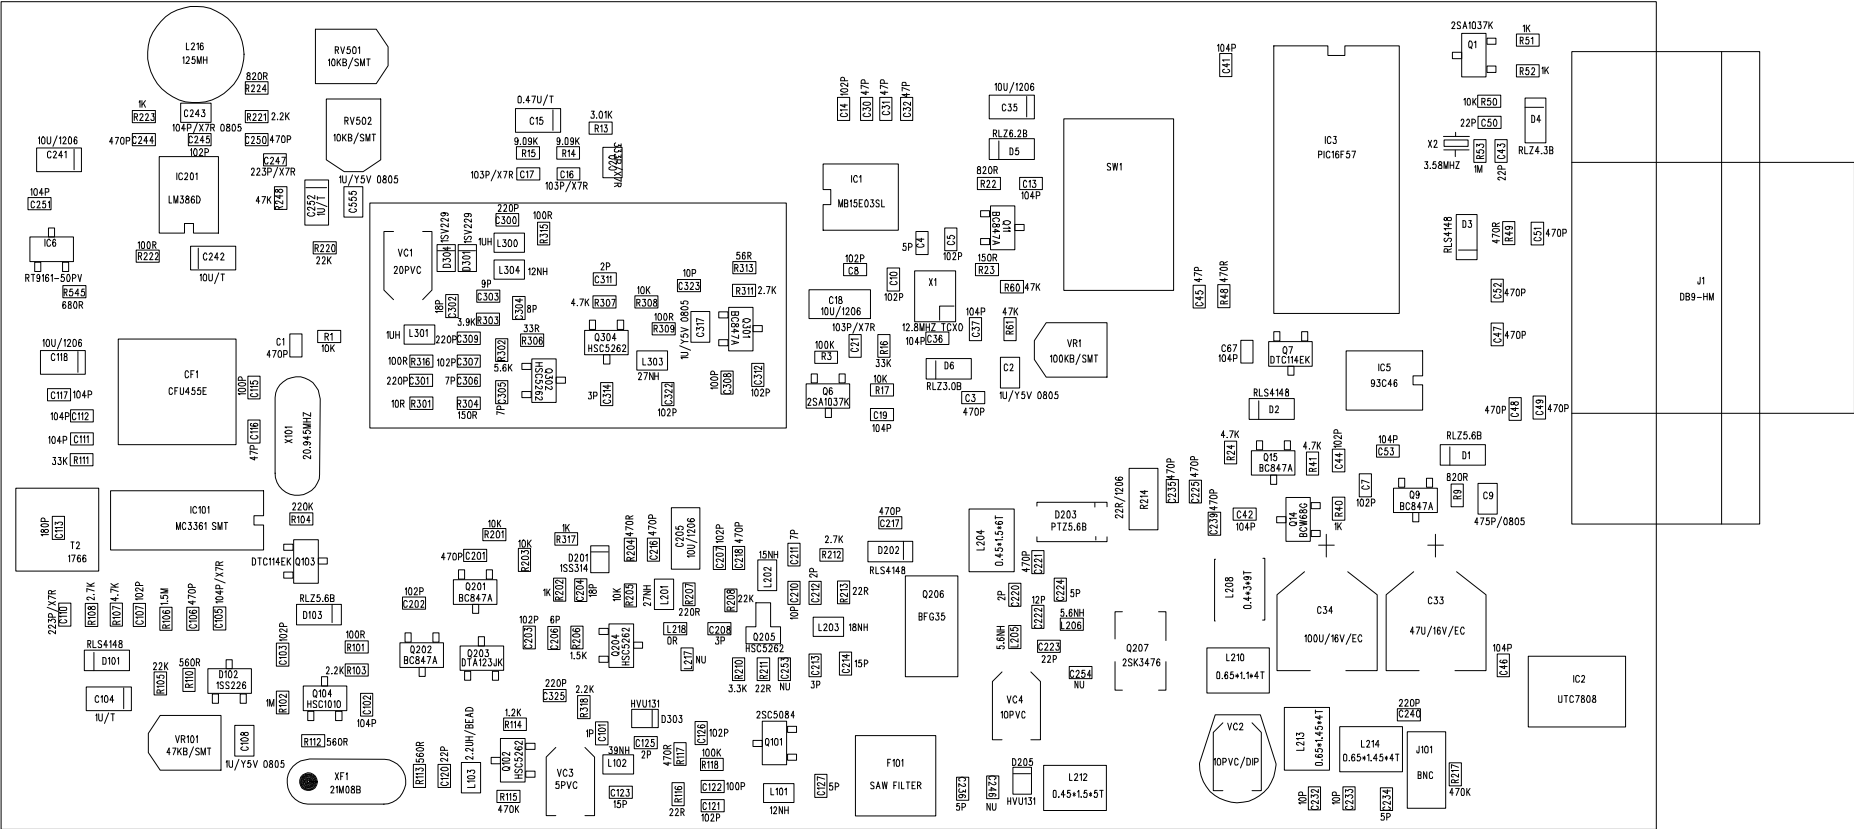 L216
125MH
RV501
10KB/SMT
820R
R224
RV502
10KB/SMT
1K
R223
C243
104P/X7R 0805
R221 2.2K
470P C244
C245
102P
C250 470P
10U/1206
C241
C247
223P/X7R
IC201
LM386D
47K R248
C252
1U/T
1U/Y5V 0805
C555
104P
C251
IC6
RT9161-50PV
R545
680R
100R
R222
C242
10U/T
R220
22K
0.47U/T
C15
3.01K
R13
9.09K
R15
9.09K
R14
103P/X7R C17
C16
103P/X7R
VC1
20PVC
D304 1SV229
D301 1SV229
220P
C300
100R
R315
1UH L300
L304 12NH
9P
C303
18P C302
C304 8P
3.9K R303
1UH L301
220P C309
33R
R306
R302
5.6K
100R R316
102P C307
220P C301
7P C306
C305
7P
Q302
HSC5262
10R R301
R304
150R
2P
C311
4.7K R307
10K
R308
10P
C323
56R
R313
R311 2.7K
100R
R309
Q304
HSC5262
1U/Y5V 0805
C317
Q301
BC847A
L303
27NH
3P C314
C322
102P
100P C308
C312
102P
C14 102P
C30 47P
C31 47P
C32 47P
10U/1206
C35
RLZ6.2B
D5
820R
R22
C13
104P
IC1
MB15E03SL
SW1
5P C4
C5
102P
Q11
BC847A
102P
C8
C10
102P
150R
R23
X1
12.8MHZ TCXO
R60 47K
C18
10U/1206
103P/X7R
C21
104P C36
104P
C37
47K
R61
VR1
100KB/SMT
100K
R3
R16
33K
D6
RLZ3.0B
C2
1U/Y5V 0805
Q6
2SA1037K
10K
R17
C19
104P
C3
470P
104P
C41
IC3
PIC16F57
2SA1037K
Q1
1K
R51
R52 1K
10K R50
22P C50
D4
RLZ4.3B
X2
3.58MHZ
R53
1M
C43
22P
RLS4148
D3
470R R49
C51 470P
C45 47P
R48 470R
C52 470P
C47 470P
J1
DB9-HM
C67
104P
Q7
DTC114EK
IC5
93C46
RLS4148
D2
470P C48
C49 470P
4.7K
R24
Q15
BC847A
4.7K
R41
102P
C44
104P
C53
RLZ5.6B
D1
C7
102P
820R
R9
Q9
BC847A
C9
475P/0805
Q14
BCW68G
R40
1K
C42
104P
C1
470P
R1
10K
10U/1206
C118
CF1
CFU455E
C117 104P
104P C112
104P C111
33K R111
100P C115
47P C116
X101
20.945MHZ
180P C113
T2
1766
IC101
MC3361 SMT
220K
R104
DTC114EK Q103
223P/X7R C110
R108 2.7K
R107 4.7K
C107 102P
R106 1.5M
C106 470P
C105 104P/X7R
RLZ5.6B
D103
RLS4148
D101
C103 102P
100R
R101
2.2K R103
22K
R105
560R
R110
D102
1SS226
C104
1U/T
1M R102
Q104
HSC1010
C102
104P
VR101
47KB/SMT
C108
1U/Y5V 0805
R112 560R
XF1
21M08B
10K
R201
470P C201
10K
R203
1K
R317
D201
1SS314
R204 470R
C216 470P
C205
10U/1206
C207 102P
C218 470P
102P
C202
Q201
BC847A
1K R202
C204
18P
10K
R205
27NH L201
R207
220R
R208
22K
15NH
L202
C211 7P
2.7K
R212
10P C210
2P
C212
R213 22R
Q202
BC847A
Q203
DTA123JK
102P
C203
6P
C206
R206
1.5K
Q204
HSC5262
L218
0R
C208
3P
Q205
HSC5262
L203 18NH
L217 NU
R210
3.3K
R211
22R
C253
NU
C213
3P
C214 15P
220P
C325
2.2K
R318
HVU131
D303
1.2K
R114
1P C101
C125
2P
C126 102P
2SC5084
Q101
R113 560R
C120 22P
L103 2.2UH/BEAD
Q102
HSC5262
R115
470K
VC3
5PVC
39NH
L102
C123
15P
470R R117
100K
R118
R116
22R
C122 100P
C121
102P
L101
12NH
C127 5P
470P
C217
D202
RLS4148
Q206
BFG35
F101
SAW FILTER
L204
0.45*1.5*6T
D203
PTZ5.6B
22R/1206
R214
C235 470P
C225 470P
C239 470P
470P C221
2P C220
C224 5P
12P
C222
5.6NH
L206
5.6NH L205
C223
22P
C254
NU
VC4
10PVC
Q207
2SK3476
C236
5P
C246
NU
D205
HVU131
L212
0.45*1.5*5T
L208
0.4*3*9T
C34
100U/16V/EC
C33
47U/16V/EC
L210
0.65*1.1*4T
VC2
10PVC/DIP
L213
0.65*1.45*4T
L214
0.65*1.45*4T
220P
C240
J101
BNC
R217
470K
10P C232
10P C233
C234
5P
104P
C46
IC2
UTC7808